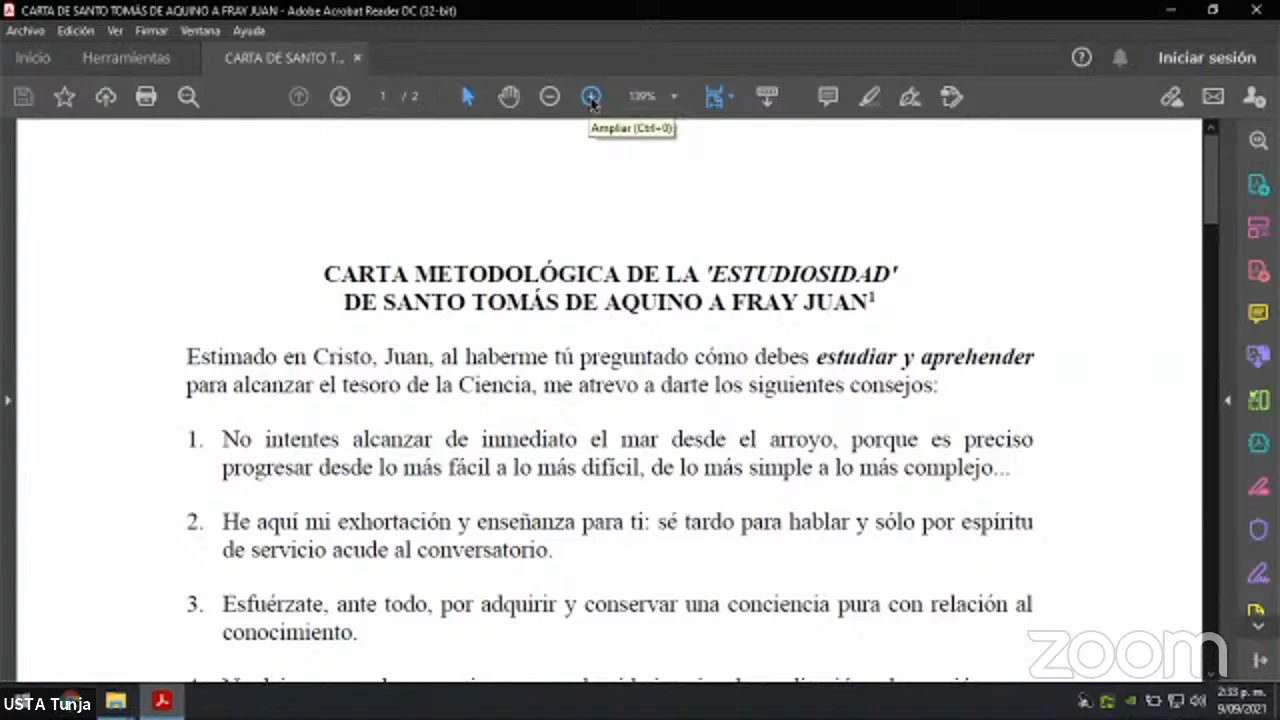 CARTA DE SANTO TOMÁS DE AQUINO A FRAY JUAN - Adobe Acrobat Reader DC (32-bit)
Archivo Edición Ver Firmar Ventana Ayuda
Inicio Herramientas CARTA DE SANTO T... × Iniciar sesión
1 / 2 139%
Ampliar (Ctrl+0)
CARTA METODOLÓGICA DE LA 'ESTUDIOSIDAD'
DE SANTO TOMÁS DE AQUINO A FRAY JUAN¹
Estimado en Cristo, Juan, al haberme tú preguntado cómo debes estudiar y aprehender
para alcanzar el tesoro de la Ciencia, me atrevo a darte los siguientes consejos:
1. No intentes alcanzar de inmediato el mar desde el arroyo, porque es preciso
progresar desde lo más fácil a lo más difícil, de lo más simple a lo más complejo...
2. He aquí mi exhortación y enseñanza para ti: sé tardo para hablar y sólo por espíritu
de servicio acude al conversatorio.
3. Esfuérzate, ante todo, por adquirir y conservar una conciencia pura con relación al
conocimiento.
zoom
USTA Tunja
2:33 p. m.
9/09/2021